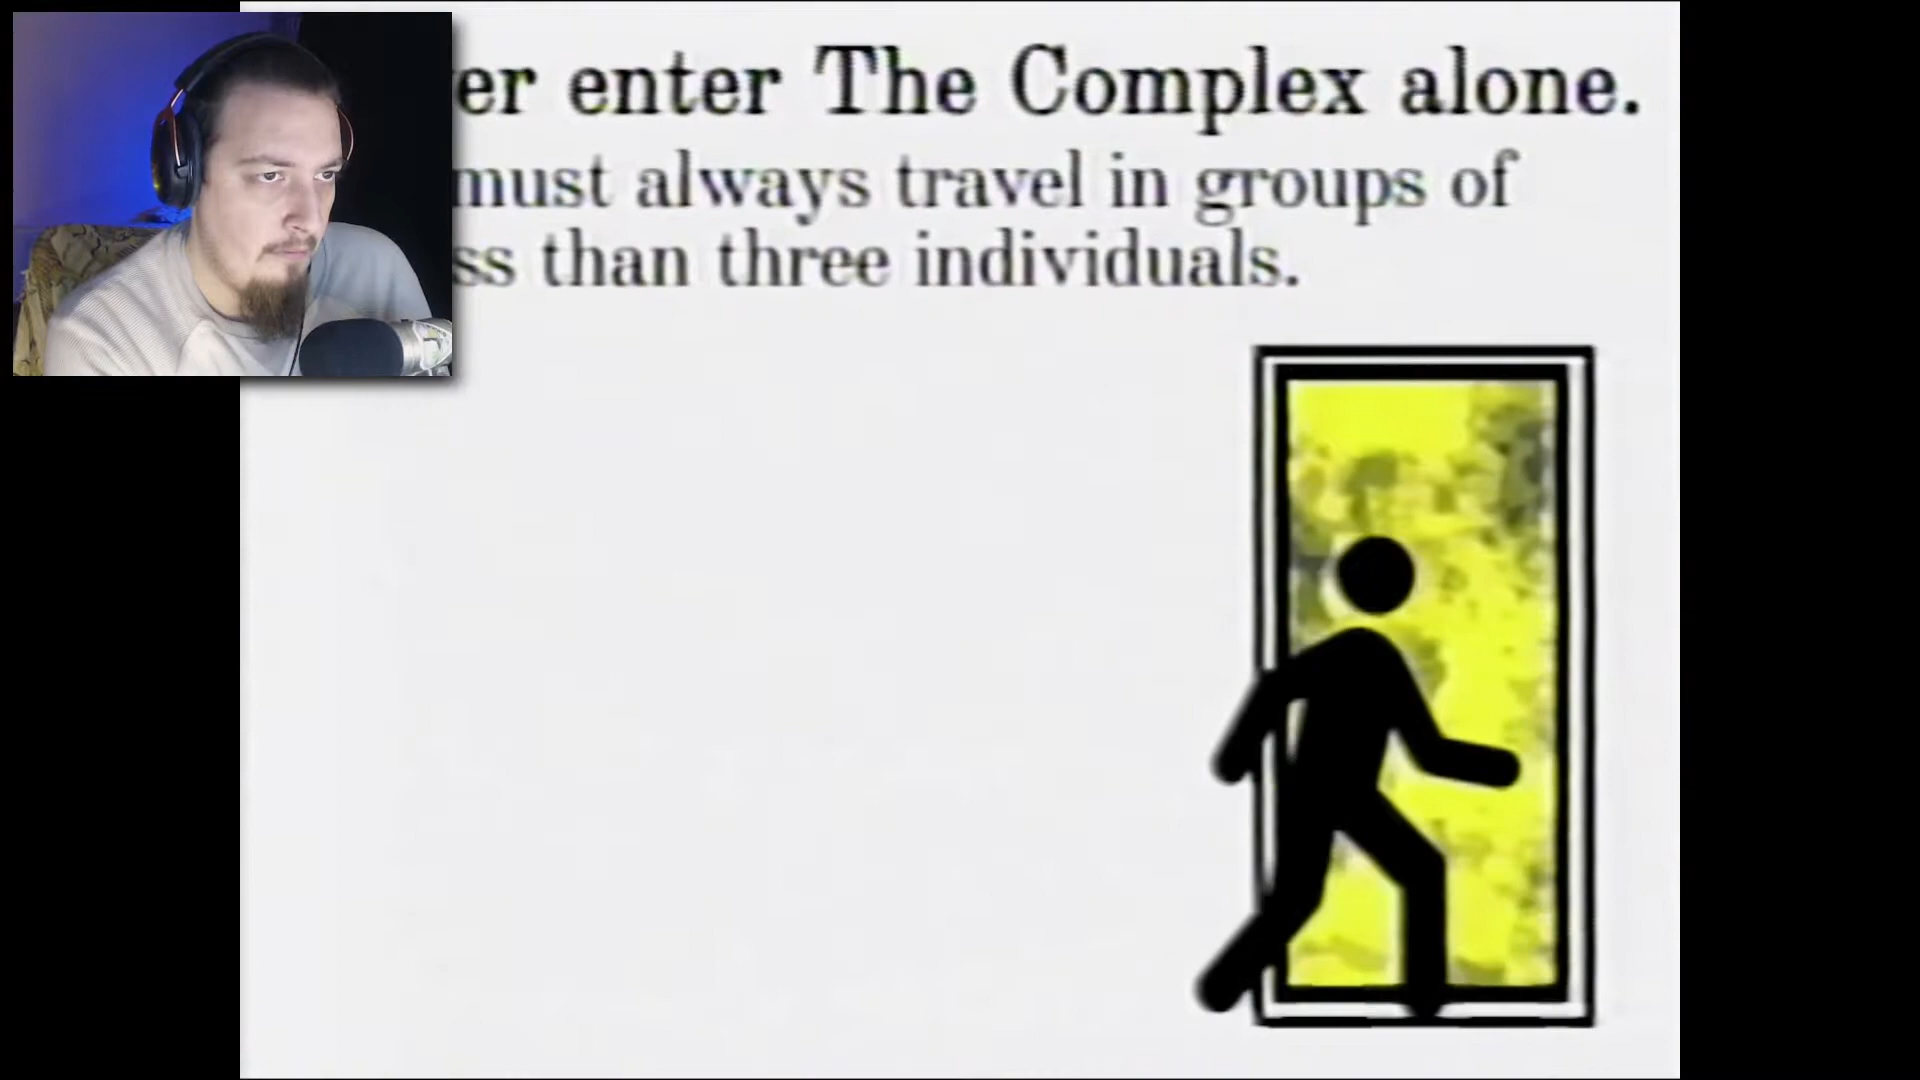 er enter The Complex alone.
must always travel in groups of
ss than three individuals.